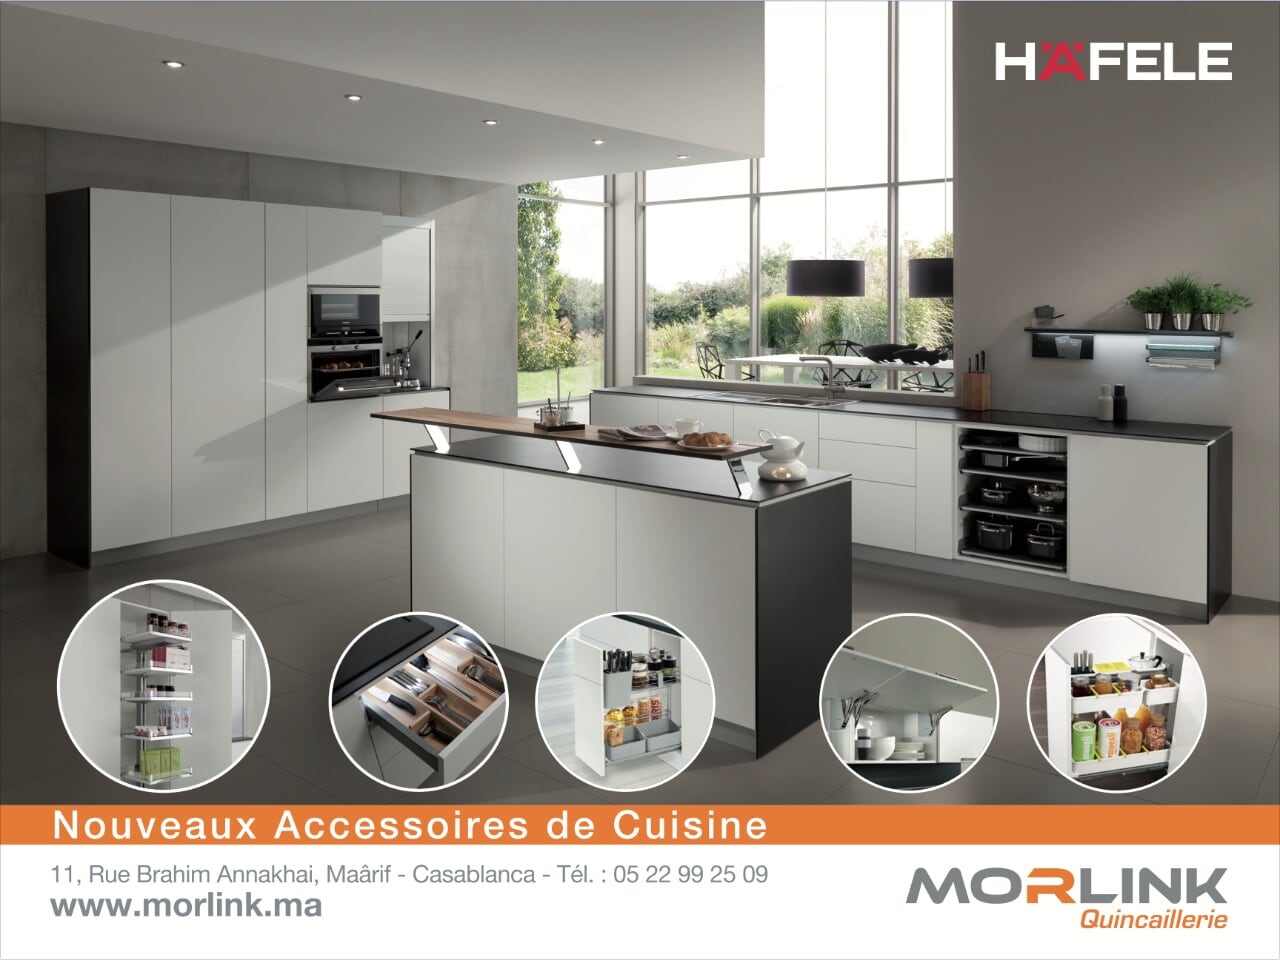 HÄFELE
Nouveaux Accessoires de Cuisine
11, Rue Brahim Annakhai, Maârif - Casablanca - Tél. : 05 22 99 25 09
www.morlink.ma
MORLINK
Quincaillerie